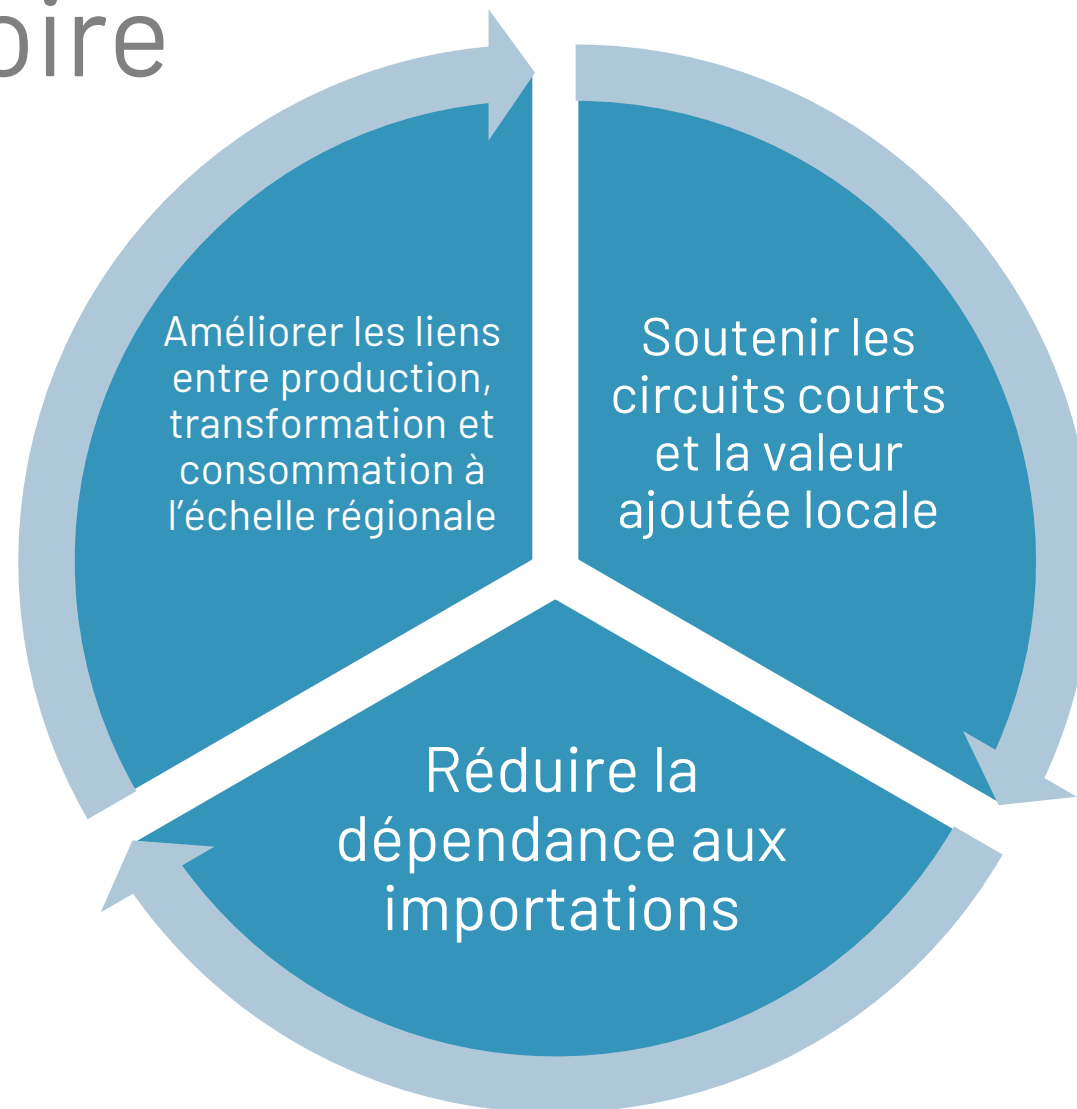 oire
Améliorer les liens
entre production,
transformation et
consommation à
l’échelle régionale
Soutenir les
circuits courts
et la valeur
ajoutée locale
Réduire la
dépendance aux
importations